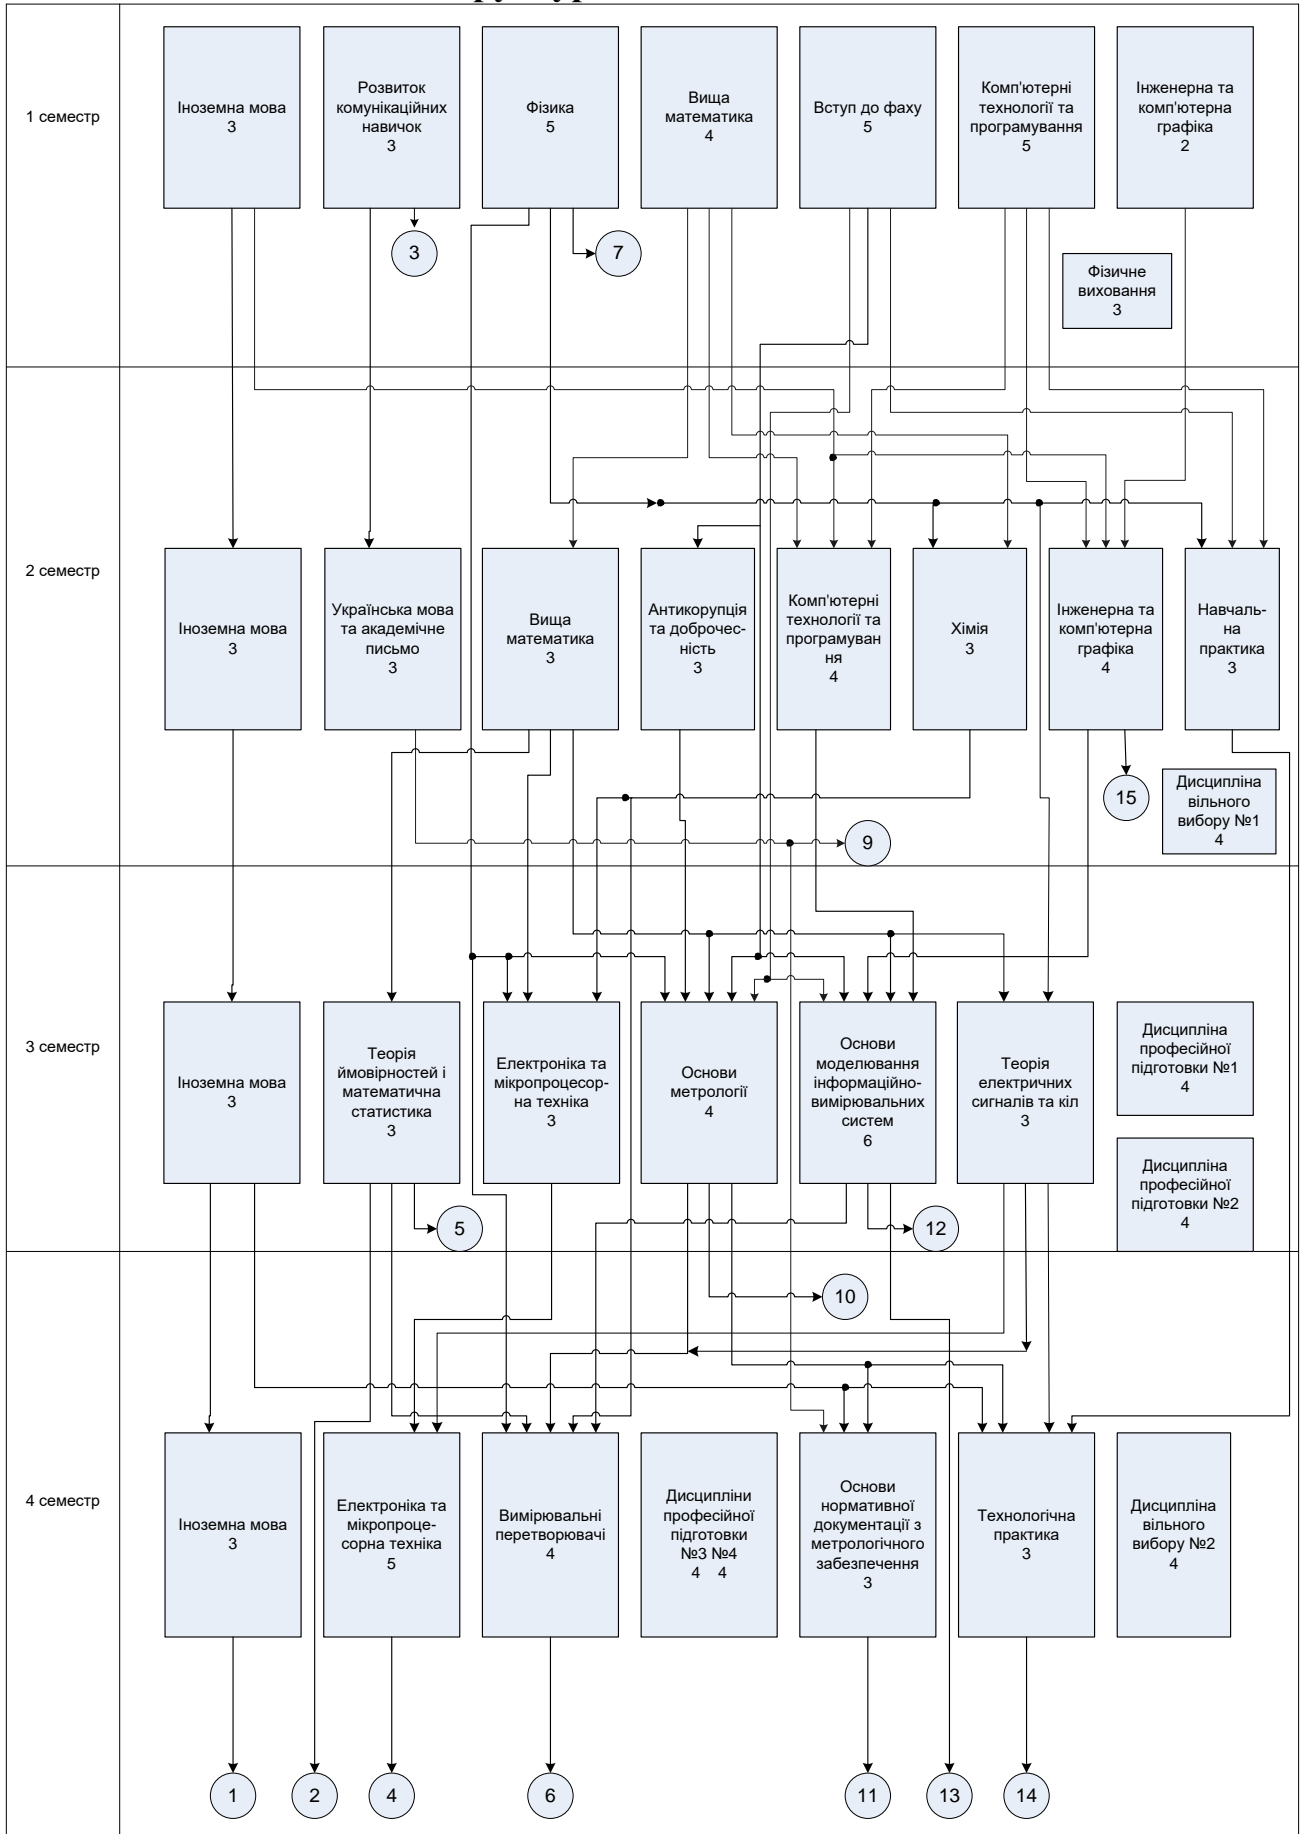 1 семестр
Іноземна мова
3
Розвиток
комунікаційних
навичок
3
Фізика
5
Вища
математика
4
Вступ до фаху
5
Комп'ютерні
технології та
програмування
5
Інженерна та
комп'ютерна
графіка
2
3
7
Фізичне
виховання
3
2 семестр
Іноземна мова
3
Українська мова
та академічне
письмо
3
Вища
математика
3
Антикорупція
та доброчес-
ність
3
Комп'ютерні
технології та
програмуван
ня
4
Хімія
3
Інженерна та
комп'ютерна
графіка
4
Навчаль-
на
практика
3
15
Дисципліна
вільного
вибору №1
4
9
3 семестр
Іноземна мова
3
Теорія
ймовірностей і
математична
статистика
3
Електроніка та
мікропроцесор-
на техніка
3
Основи
метрології
4
Основи
моделювання
інформаційно-
вимірювальних
систем
6
Теорія
електричних
сигналів та кіл
3
Дисципліна
професійної
підготовки №1
4
Дисципліна
професійної
підготовки №2
4
5
12
10
4 семестр
Іноземна мова
3
Електроніка та
мікропроце-
сорна техніка
5
Вимірювальні
перетворювачі
4
Дисципліни
професійної
підготовки
№3 №4
4 4
Основи
нормативної
документації з
метрологічного
забезпечення
3
Технологічна
практика
3
Дисципліна
вільного
вибору №2
4
1
2
4
6
11
13
14